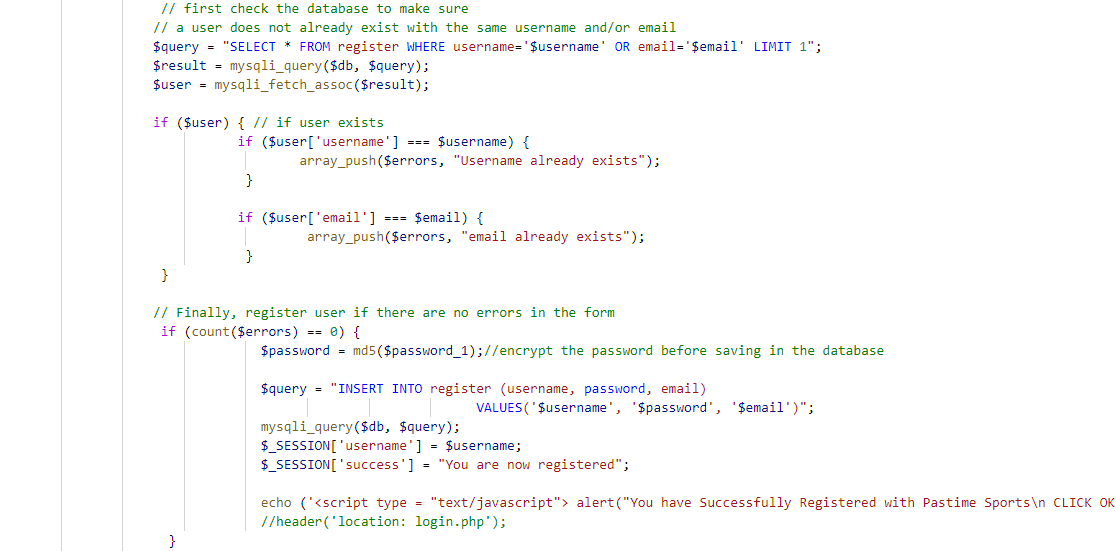 // first check the database to make sure
// a user does not already exist with the same username and/or email
$query = "SELECT * FROM register WHERE username='$username' OR email='$email' LIMIT 1";
$result = mysqli_query($db, $query);
$user = mysqli_fetch_assoc($result);
if ($user) { // if user exists
if ($user['username'] === $username) {
array_push($errors, "Username already exists");
}
if ($user['email'] === $email) {
array_push($errors, "email already exists");
}
}
// Finally, register user if there are no errors in the form
if (count($errors) == 0) {
$password = md5($password_1);//encrypt the password before saving in the database
$query = "INSERT INTO register (username, password, email)
VALUES('$username', '$password', '$email')";
mysqli_query($db, $query);
$_SESSION['username'] = $username;
$_SESSION['success'] = "You are now registered";
echo ('<script type = "text/javascript"> alert("You have Successfully Registered with Pastime Sports\n CLICK OK
//header('location: login.php');
}